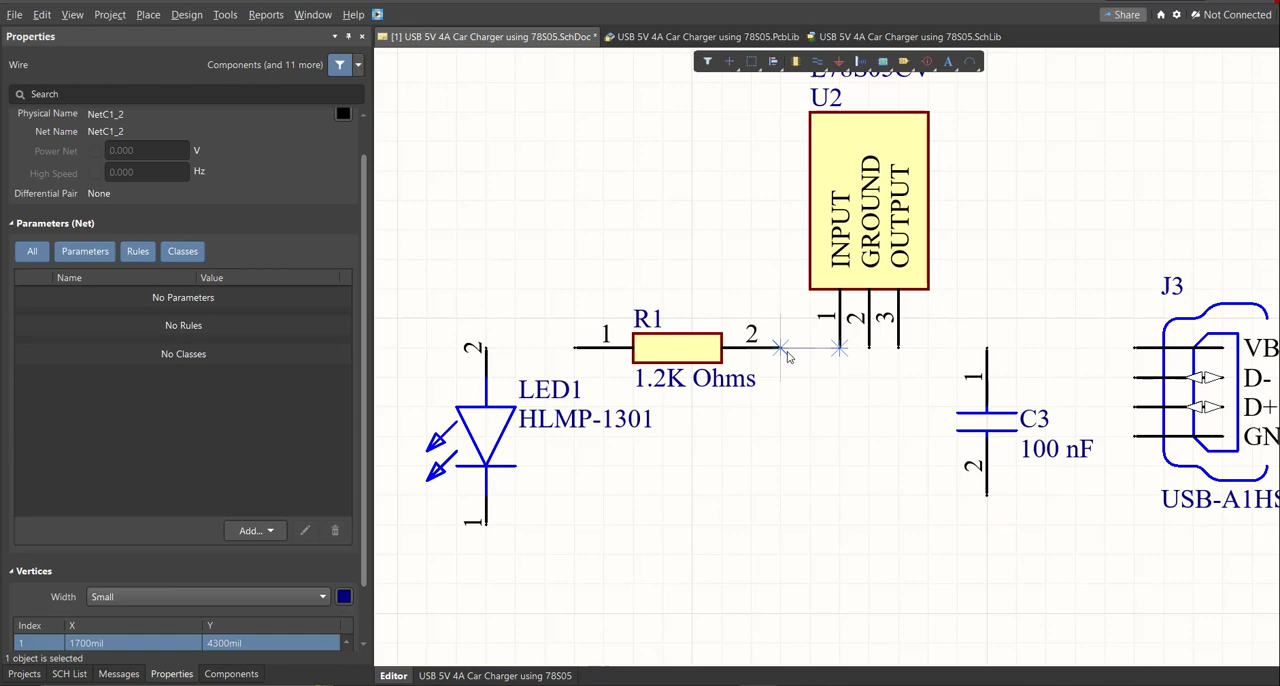 File Edit View Project Place Design Tools Reports Window Help Share Not Connected
Properties
[1] USB 5V 4A Car Charger using 78S05.SchDoc * USB 5V 4A Car Charger using 78S05.PcbLib USB 5V 4A Car Charger using 78S05.SchLib
Wire Components (and 11 more)
Search
Physical Name NetC1_2
Net Name NetC1_2
Power Net 0.000 V
High Speed 0.000 Hz
Differential Pair None
Parameters (Net)
All Parameters Rules Classes
Name Value
No Parameters
No Rules
No Classes
Add...
Vertices
Width Small
Index X Y
1 1700mil 4300mil
1 object is selected
Projects SCH List Messages Properties Components
Editor USB 5V 4A Car Charger using 78S05
L78S05CV
U2
INPUT
GROUND
OUTPUT
1
2
3
R1
1
2
1.2K Ohms
2
LED1
HLMP-1301
1
1
C3
100 nF
2
J3
VB
D-
D+
GN
USB-A1HS